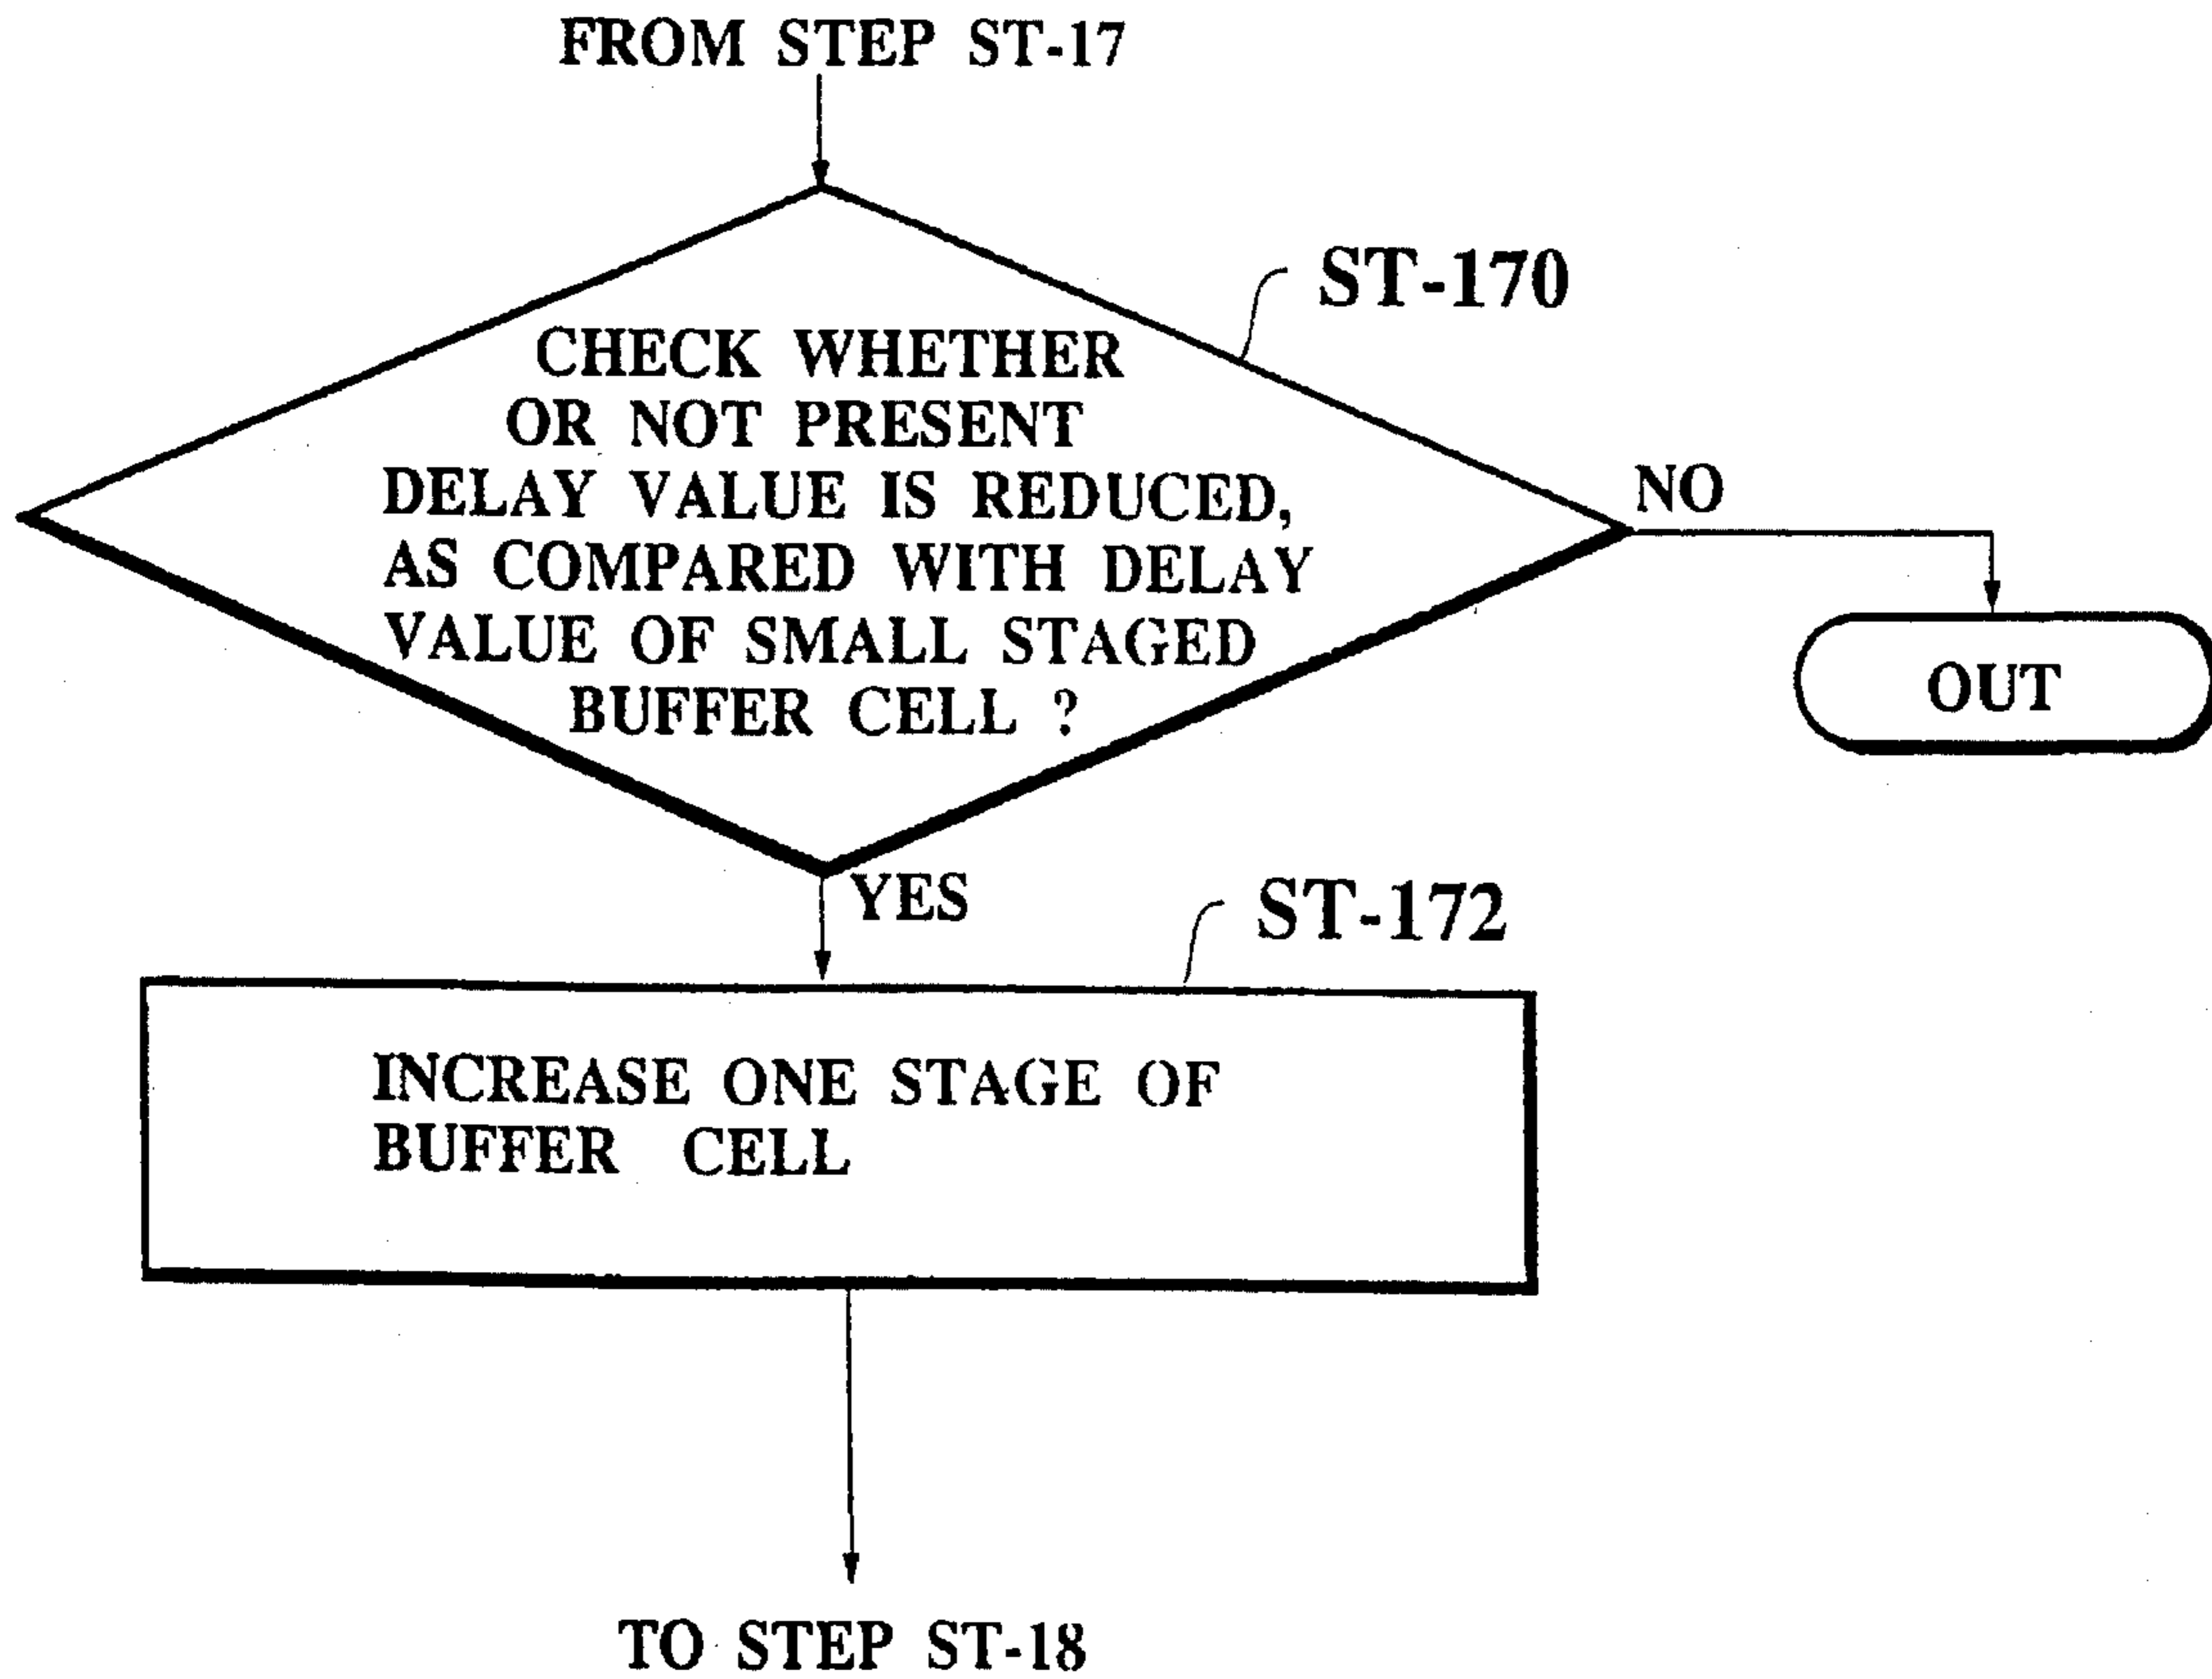 FROM STEP ST-17
ST-170
CHECK WHETHER
OR NOT PRESENT
DELAY VALUE IS REDUCED,
AS COMPARED WITH DELAY
VALUE OF SMALL STAGED
BUFFER CELL ?
NO
OUT
YES
ST-172
INCREASE ONE STAGE OF
BUFFER CELL
TO STEP ST-18